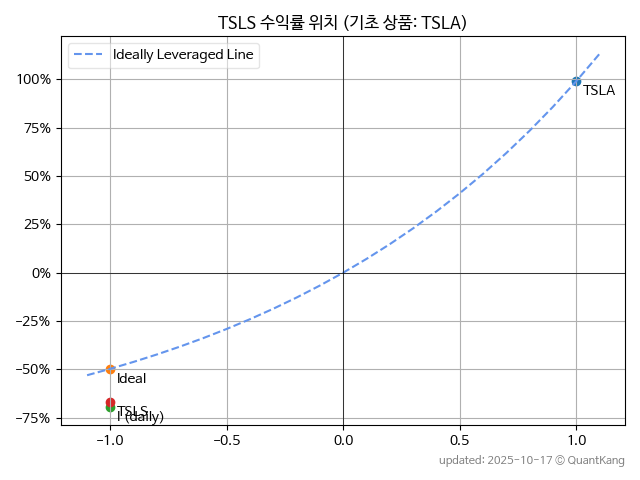 TSLS 수익률 위치 (기초 상품: TSLA)
Ideally Leveraged Line
100%
75%
50%
25%
0%
−25%
−50%
−75%
TSLA
Ideal
TSLS
I (daily)
−1.0 −0.5 0.0 0.5 1.0
updated: 2025-10-17 © QuantKang